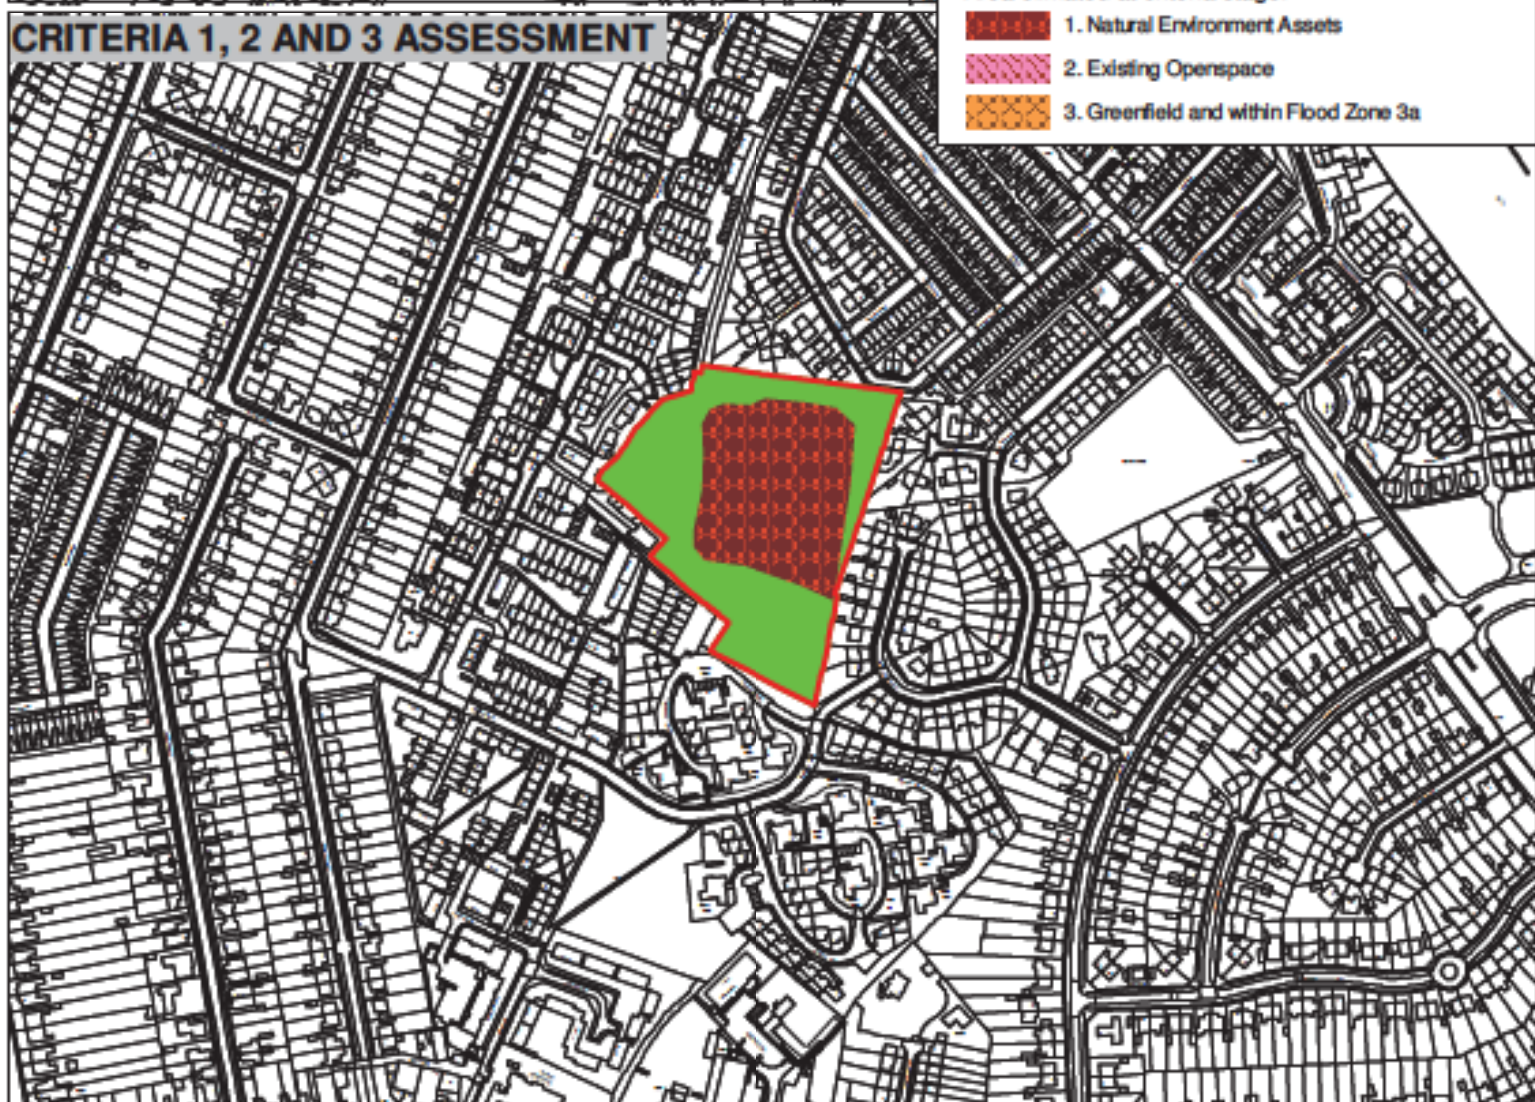 CRITERIA 1, 2 AND 3 ASSESSMENT
1. Natural Environment Assets
2. Existing Openspace
3. Greenfield and within Flood Zone 3a